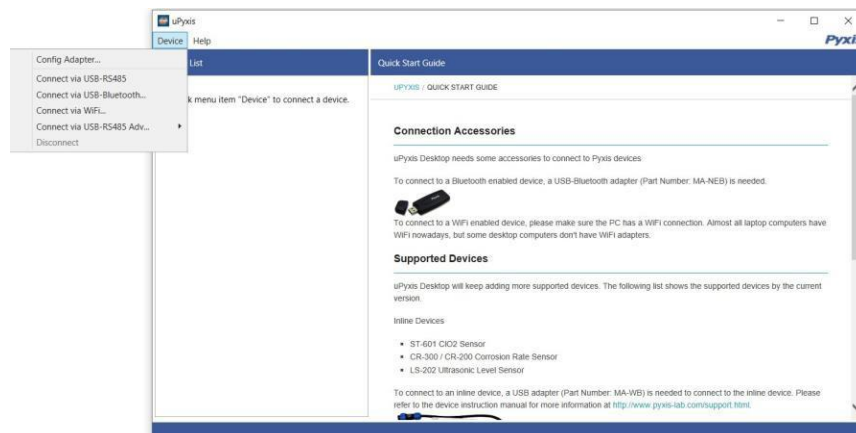 uPyxis
Device Help
Pyxis
Config Adapter...
Connect via USB-RS485
Connect via USB-Bluetooth...
Connect via WiFi...
Connect via USB-RS485 Adv...
Disconnect
List
menu item "Device" to connect a device.
Quick Start Guide
UPYXIS / QUICK START GUIDE
Connection Accessories
uPyxis Desktop needs some accessories to connect to Pyxis devices
To connect to a Bluetooth enabled device, a USB-Bluetooth adapter (Part Number: MA-NEB) is needed.
To connect to a WiFi enabled device, please make sure the PC has a WiFi connection. Almost all laptop computers have
WiFi nowadays, but some desktop computers don't have WiFi adapters.
Supported Devices
uPyxis Desktop will keep adding more supported devices. The following list shows the supported devices by the current
version.
Inline Devices
ST-601 ClO2 Sensor
CR-300 / CR-200 Corrosion Rate Sensor
LS-202 Ultrasonic Level Sensor
To connect to an inline device, a USB adapter (Part Number: MA-WB) is needed to connect to the inline device. Please
refer to the device instruction manual for more information at http://www.pyxis-lab.com/support.html.